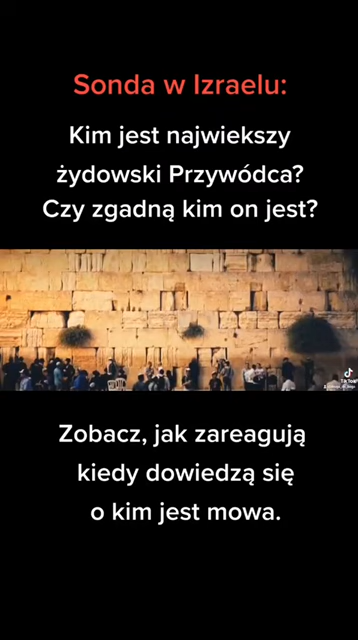 Sonda w Izraelu:
Kim jest najwiekszy
żydowski Przywódca?
Czy zgadną kim on jest?
TikTok
Zobacz, jak zareagują
kiedy dowiedzą się
o kim jest mowa.